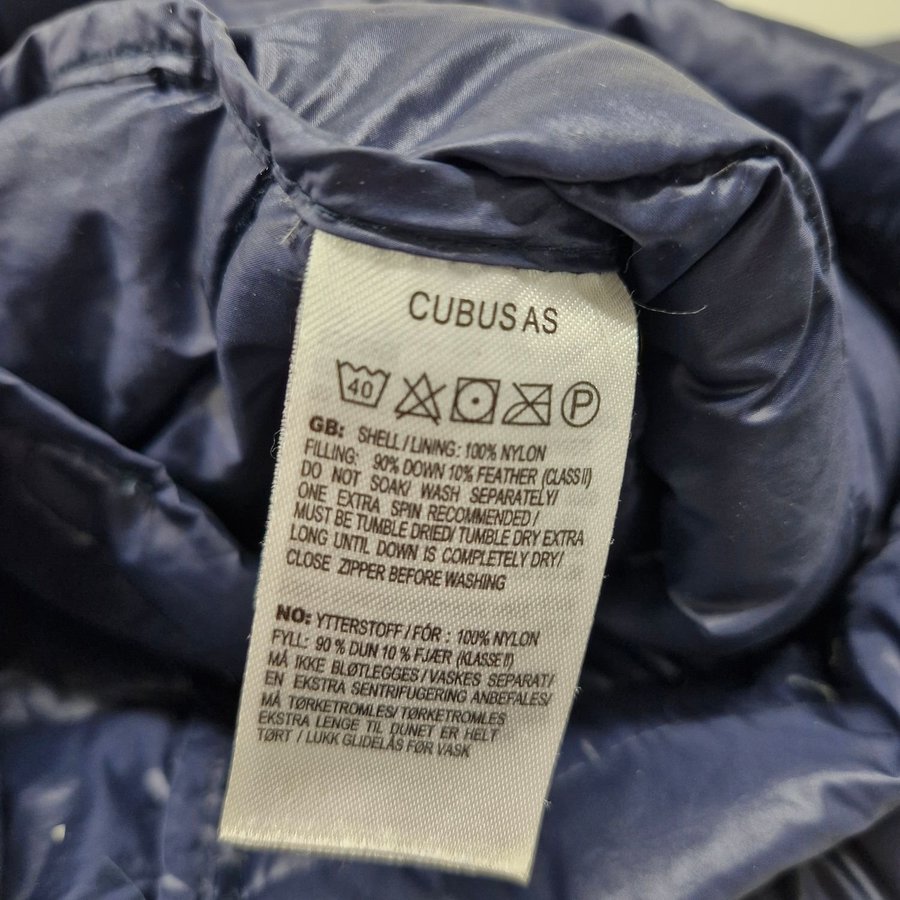 CUBUS AS
40 P
GB: SHELL / LINING : 100% NYLON
FILLING: 90% DOWN 10% FEATHER (CLASS II)
DO NOT SOAK/ WASH SEPARATELY/
ONE EXTRA SPIN RECOMMENDED /
MUST BE TUMBLE DRIED/ TUMBLE DRY EXTRA
LONG UNTIL DOWN IS COMPLETELY DRY/
CLOSE ZIPPER BEFORE WASHING
NO: YTTERSTOFF / FÓR : 100% NYLON
FYLL: 90 % DUN 10 % FJÆR (KLASSE II)
MÅ IKKE BLØTLEGGES / VASKES SEPARAT/
EN EKSTRA SENTRIFUGERING ANBEFALES/
MÅ TØRKETROMLES/ TØRKETROMLES
EKSTRA LENGE TIL DUNET ER HELT
TØRT / LUKK GLIDELÅS FØR VASK